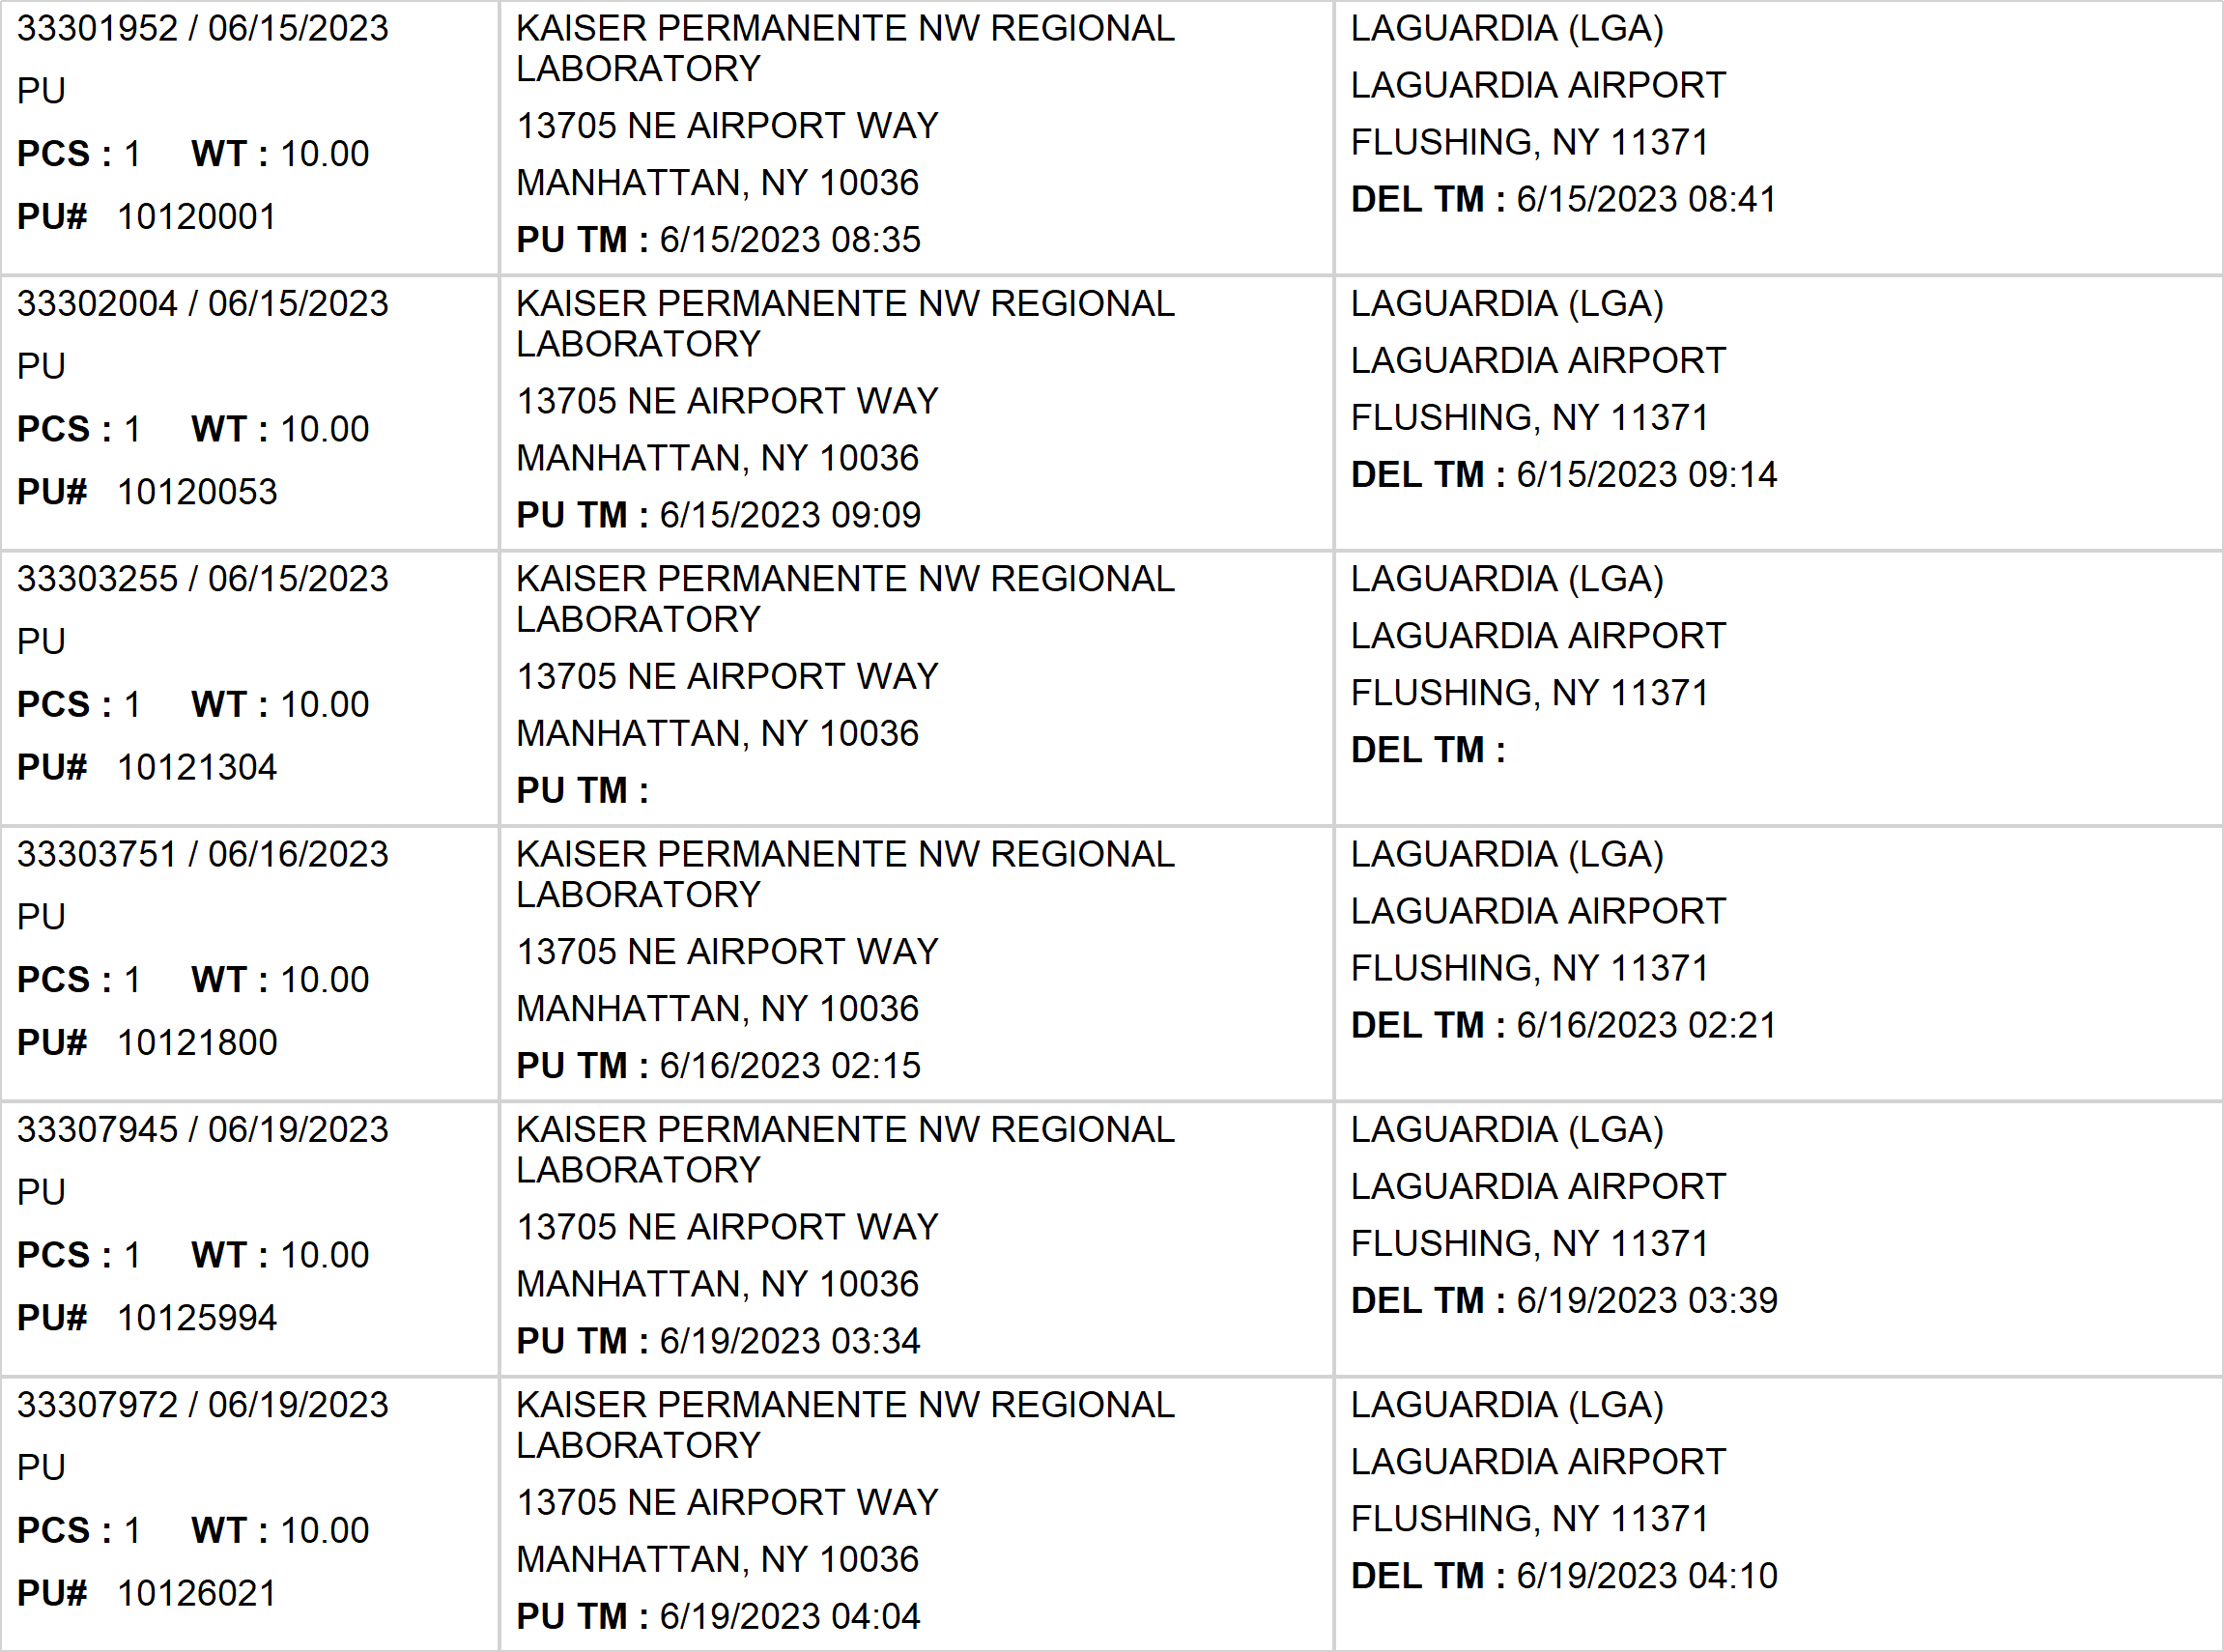 33301952 / 06/15/2023
PU
PCS : 1 WT : 10.00
PU# 10120001
KAISER PERMANENTE NW REGIONAL
LABORATORY
13705 NE AIRPORT WAY
MANHATTAN, NY 10036
PU TM : 6/15/2023 08:35
LAGUARDIA (LGA)
LAGUARDIA AIRPORT
FLUSHING, NY 11371
DEL TM : 6/15/2023 08:41
33302004 / 06/15/2023
PU
PCS : 1 WT : 10.00
PU# 10120053
KAISER PERMANENTE NW REGIONAL
LABORATORY
13705 NE AIRPORT WAY
MANHATTAN, NY 10036
PU TM : 6/15/2023 09:09
LAGUARDIA (LGA)
LAGUARDIA AIRPORT
FLUSHING, NY 11371
DEL TM : 6/15/2023 09:14
33303255 / 06/15/2023
PU
PCS : 1 WT : 10.00
PU# 10121304
KAISER PERMANENTE NW REGIONAL
LABORATORY
13705 NE AIRPORT WAY
MANHATTAN, NY 10036
PU TM :
LAGUARDIA (LGA)
LAGUARDIA AIRPORT
FLUSHING, NY 11371
DEL TM :
33303751 / 06/16/2023
PU
PCS : 1 WT : 10.00
PU# 10121800
KAISER PERMANENTE NW REGIONAL
LABORATORY
13705 NE AIRPORT WAY
MANHATTAN, NY 10036
PU TM : 6/16/2023 02:15
LAGUARDIA (LGA)
LAGUARDIA AIRPORT
FLUSHING, NY 11371
DEL TM : 6/16/2023 02:21
33307945 / 06/19/2023
PU
PCS : 1 WT : 10.00
PU# 10125994
KAISER PERMANENTE NW REGIONAL
LABORATORY
13705 NE AIRPORT WAY
MANHATTAN, NY 10036
PU TM : 6/19/2023 03:34
LAGUARDIA (LGA)
LAGUARDIA AIRPORT
FLUSHING, NY 11371
DEL TM : 6/19/2023 03:39
33307972 / 06/19/2023
PU
PCS : 1 WT : 10.00
PU# 10126021
KAISER PERMANENTE NW REGIONAL
LABORATORY
13705 NE AIRPORT WAY
MANHATTAN, NY 10036
PU TM : 6/19/2023 04:04
LAGUARDIA (LGA)
LAGUARDIA AIRPORT
FLUSHING, NY 11371
DEL TM : 6/19/2023 04:10